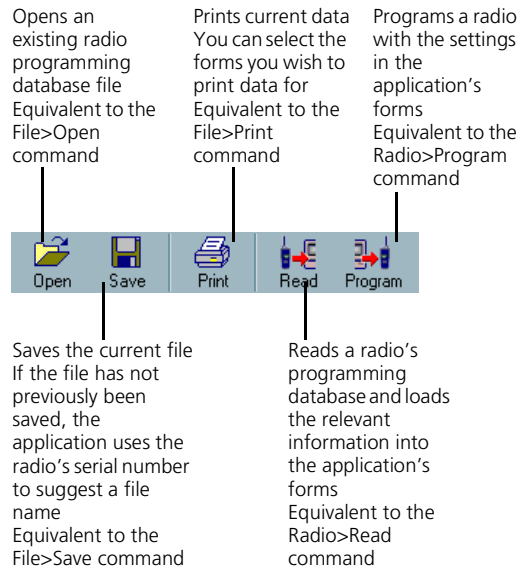 Opens an
existing radio
programming
database file
Equivalent to the
File>Open
command
Prints current data
You can select the
forms you wish to
print data for
Equivalent to the
File>Print
command
Programs a radio
with the settings
in the
application's
forms
Equivalent to the
Radio>Program
command
Open
Save
Print
Read
Program
Saves the current file
If the file has not
previously been
saved, the
application uses the
radio's serial number
to suggest a file
name
Equivalent to the
File>Save command
Reads a radio's
programming
database and loads
the relevant
information into
the application's
forms
Equivalent to the
Radio>Read
command